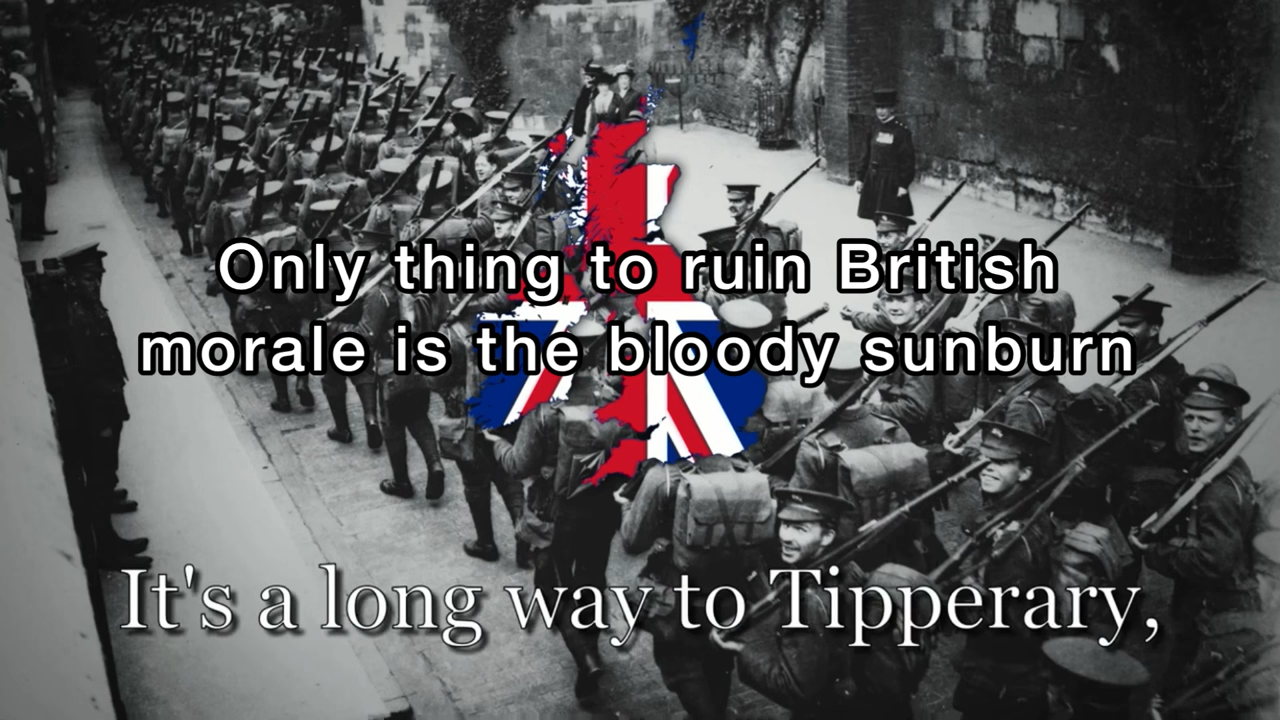 Only thing to ruin British
morale is the bloody sunburn
It's a long way to Tipperary,